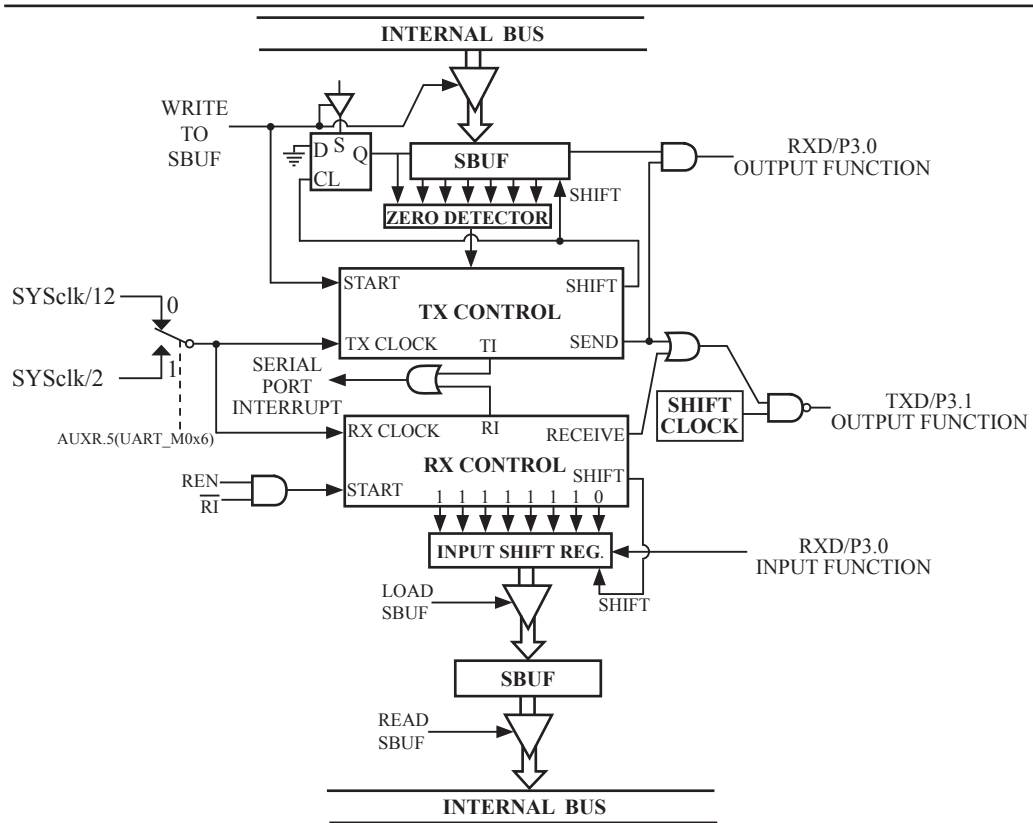 INTERNAL BUS
WRITE
TO
SBUF
D
S
Q
CL
SBUF
SHIFT
ZERO DETECTOR
RXD/P3.0
OUTPUT FUNCTION
START
SHIFT
TX CONTROL
TX CLOCK
TI
SEND
SYSclk/12
0
SYSclk/2
1
AUXR.5(UART_M0x6)
SERIAL
PORT
INTERRUPT
SHIFT
CLOCK
TXD/P3.1
OUTPUT FUNCTION
RX CLOCK
RI
RECEIVE
RX CONTROL
SHIFT
START
1 1 1 1 1 1 1 0
REN
RI
INPUT SHIFT REG.
RXD/P3.0
INPUT FUNCTION
LOAD
SBUF
SHIFT
SBUF
READ
SBUF
INTERNAL BUS